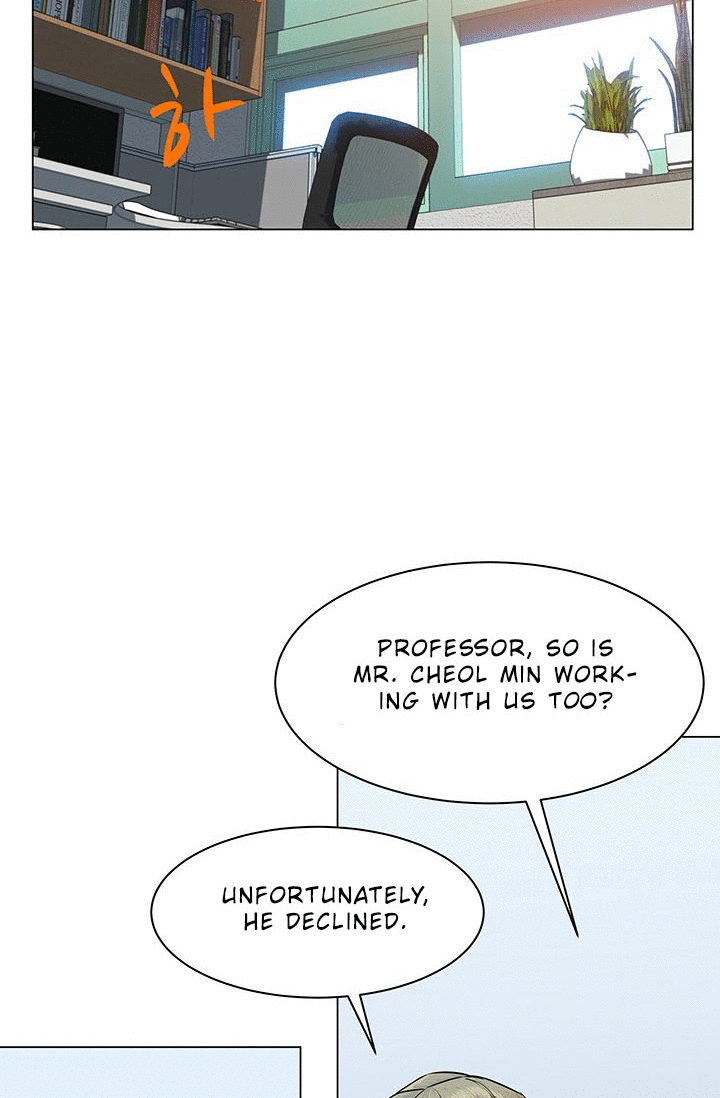 하
PROFESSOR, SO IS
MR. CHEOL MIN WORK-
ING WITH US TOO?
UNFORTUNATELY,
HE DECLINED.